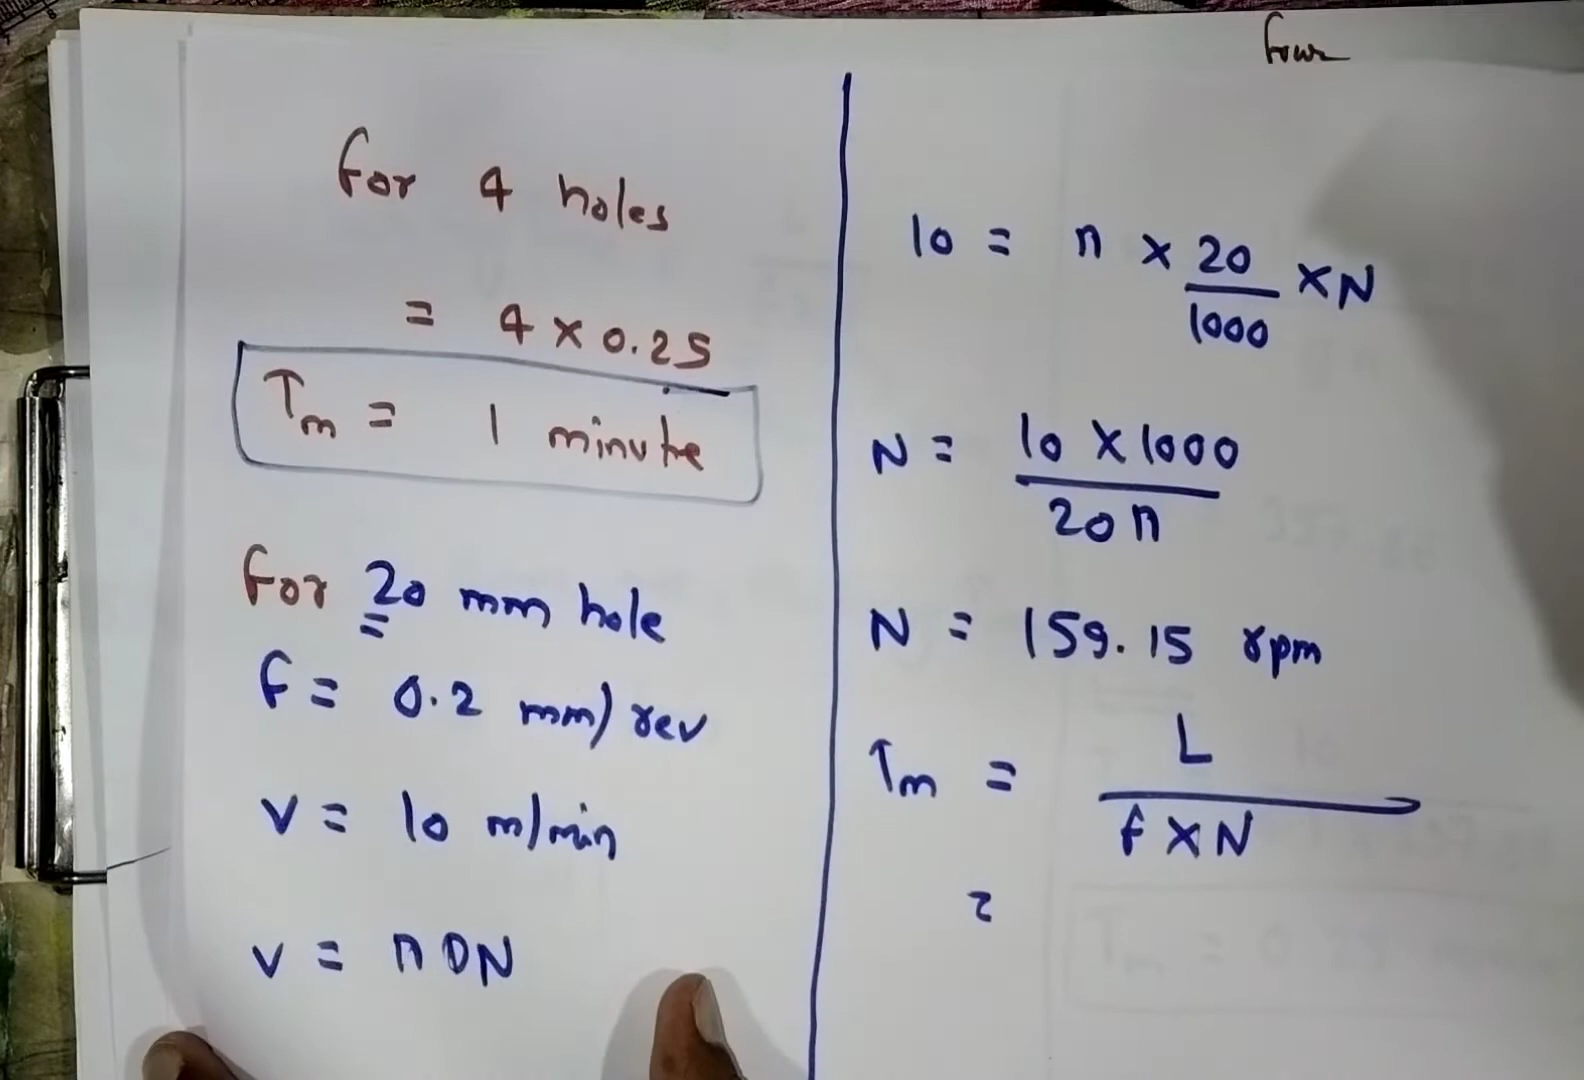 four
for 4 holes
= 4 × 0.25
Tm = 1 minute
for 20 mm hole
f = 0.2 mm/rev
v = 10 m/min
v = πDN
10 = π × 20/1000 × N
N = 10 × 1000/20π
N = 159.15 rpm
Tm = L/f×N
=